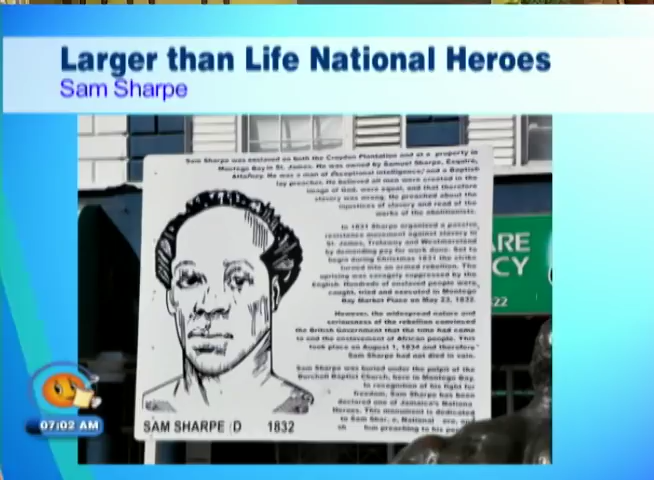 Larger than Life National Heroes
Sam Sharpe
Sam Sharpe was enslaved on both the Croydon Plantation and at a property in
Montego Bay in St. James. He was owned by Samuel Sharpe, Esquire,
Attorney. He was a man of exceptional intelligence, and a Baptist
lay preacher. He believed all men were created in the
image of God, were equal, and that therefore
slavery was wrong. He preached about the
injustices of slavery and read of the
works of the abolitionists.
In 1831 Sharpe organised a passive
resistance movement against slavery in
St. James, Trelawny and Westmoreland
by demanding pay for work done. Set to
begin during Christmas 1831 the strike
turned into an armed rebellion. The
uprising was savagely suppressed by the
English. Hundreds of enslaved people were
caught, tried and executed in Montego
Bay Market Place on May 23, 1832.
However, the widespread nature and
seriousness of the rebellion convinced
the British Government that the time had come
to end the enslavement of African people. This
took place on August 1, 1834 and therefore
Sam Sharpe had not died in vain.
Sam Sharpe was buried under the pulpit of the
Burchell Baptist Church, here in Montego Bay.
In recognition of his fight for
freedom, Sam Sharpe has been
declared one of Jamaica's National
Heroes. This monument is dedicated
to Sam National
preaching to his
SAM SHARPE D 1832
ARE
CY
22
07:02 AM